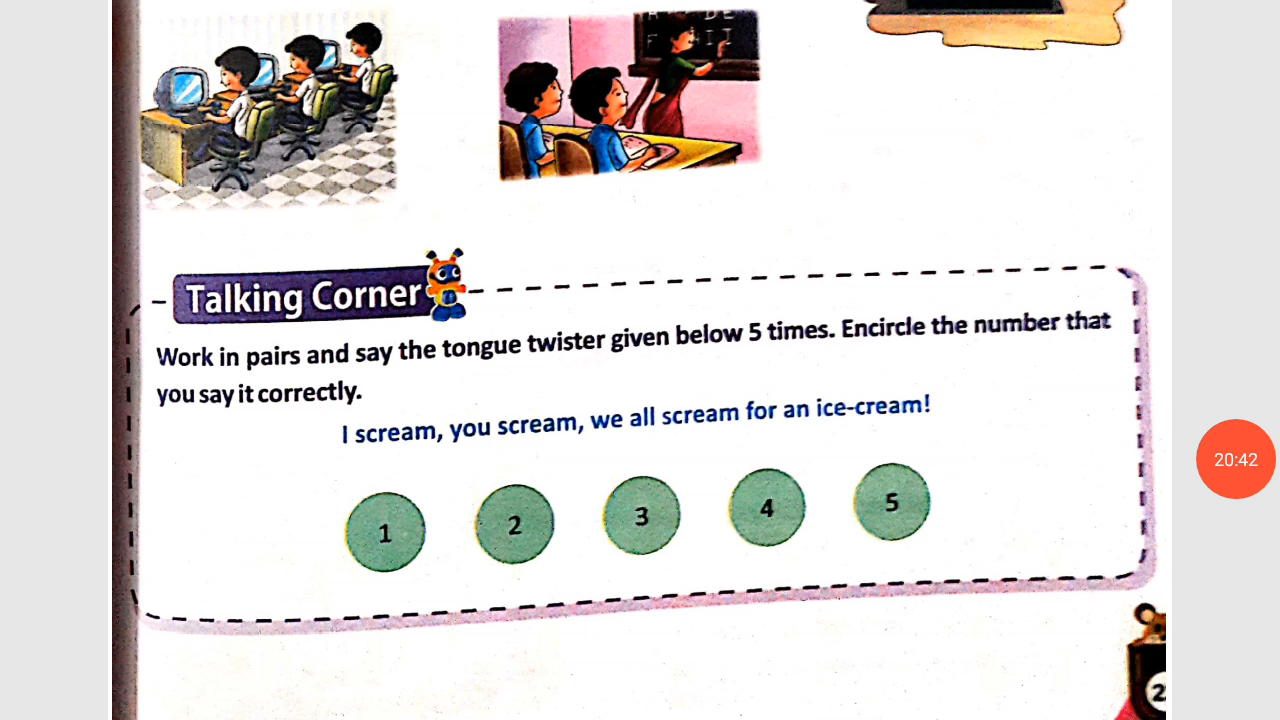 Talking Corner
Work in pairs and say the tongue twister given below 5 times. Encircle the number that
you say it correctly.
I scream, you scream, we all scream for an ice-cream!
1 2 3 4 5
20:42
2